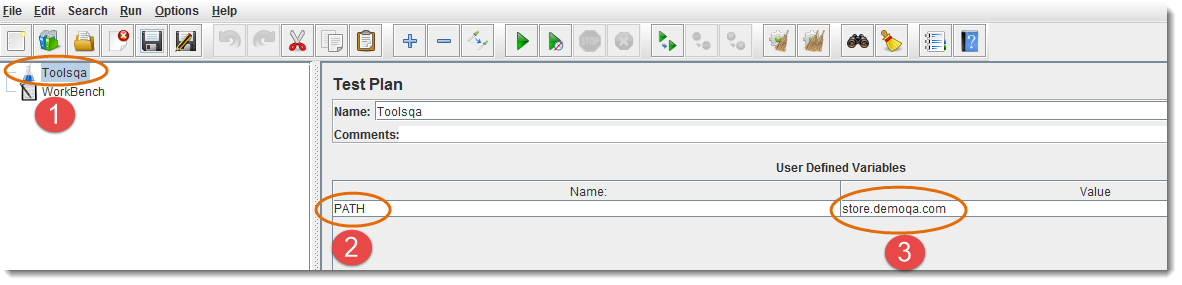 File Edit Search Run Options Help
STOP
Toolsqa
WorkBench
1
Test Plan
Name: Toolsqa
Comments:
User Defined Variables
Name: Value
PATH store.demoqa.com
2 3